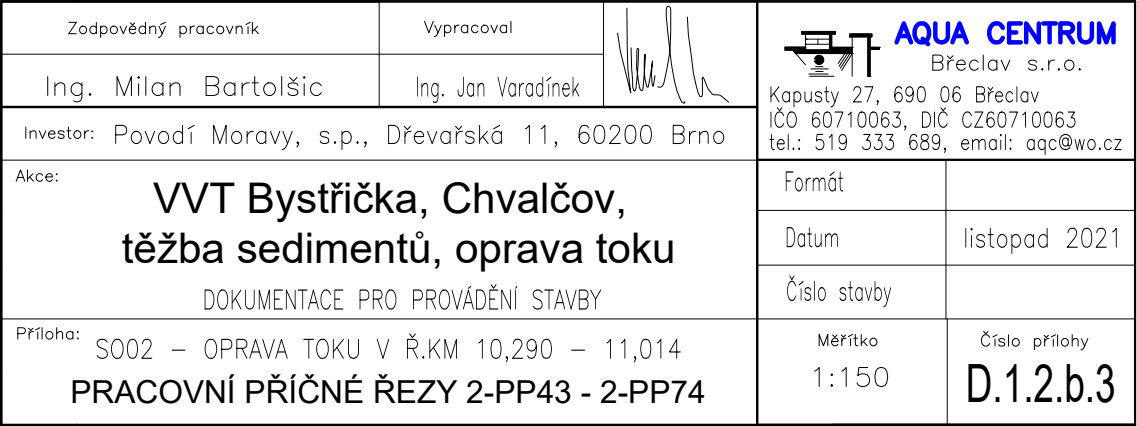 Zodpovědný pracovník
Vypracoval
Ing. Milan Bartolšic
Ing. Jan Varadínek
AQUA CENTRUM
Břeclav s.r.o.
Kapusty 27, 690 06 Břeclav
IČO 60710063, DIČ CZ60710063
tel.: 519 333 689, email: aqc@wo.cz
Investor: Povodí Moravy, s.p., Dřevařská 11, 60200 Brno
Akce:
VVT Bystřička, Chvalčov,
těžba sedimentů, oprava toku
DOKUMENTACE PRO PROVÁDĚNÍ STAVBY
Formát
Datum
listopad 2021
Číslo stavby
Příloha:
SO02 – OPRAVA TOKU V Ř.KM 10,290 – 11,014
PRACOVNÍ PŘÍČNÉ ŘEZY 2-PP43 - 2-PP74
Měřítko
1:150
Číslo přílohy
D.1.2.b.3